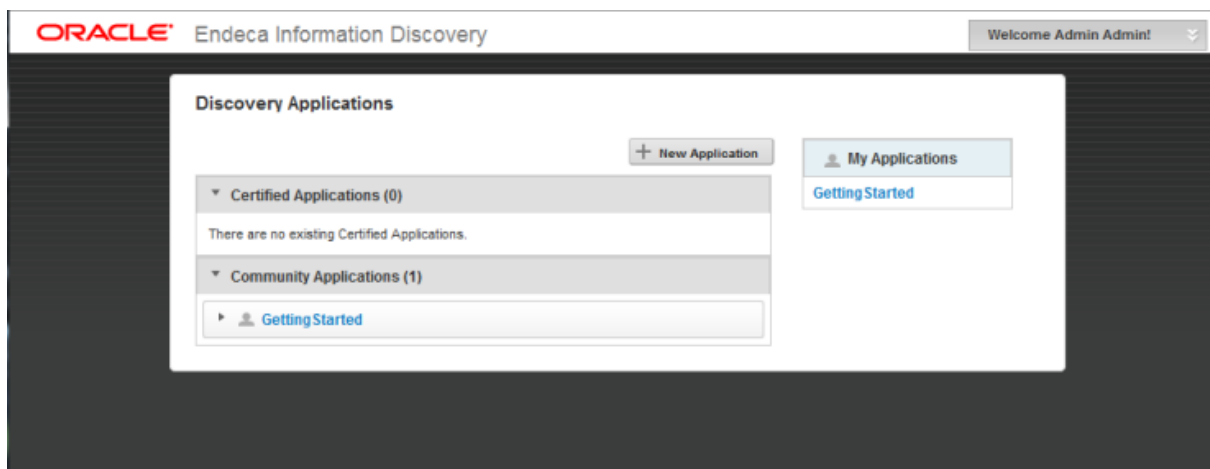 ORACLE Endeca Information Discovery
Welcome Admin Admin!
Discovery Applications
New Application
Certified Applications (0)
There are no existing Certified Applications.
Community Applications (1)
GettingStarted
My Applications
GettingStarted